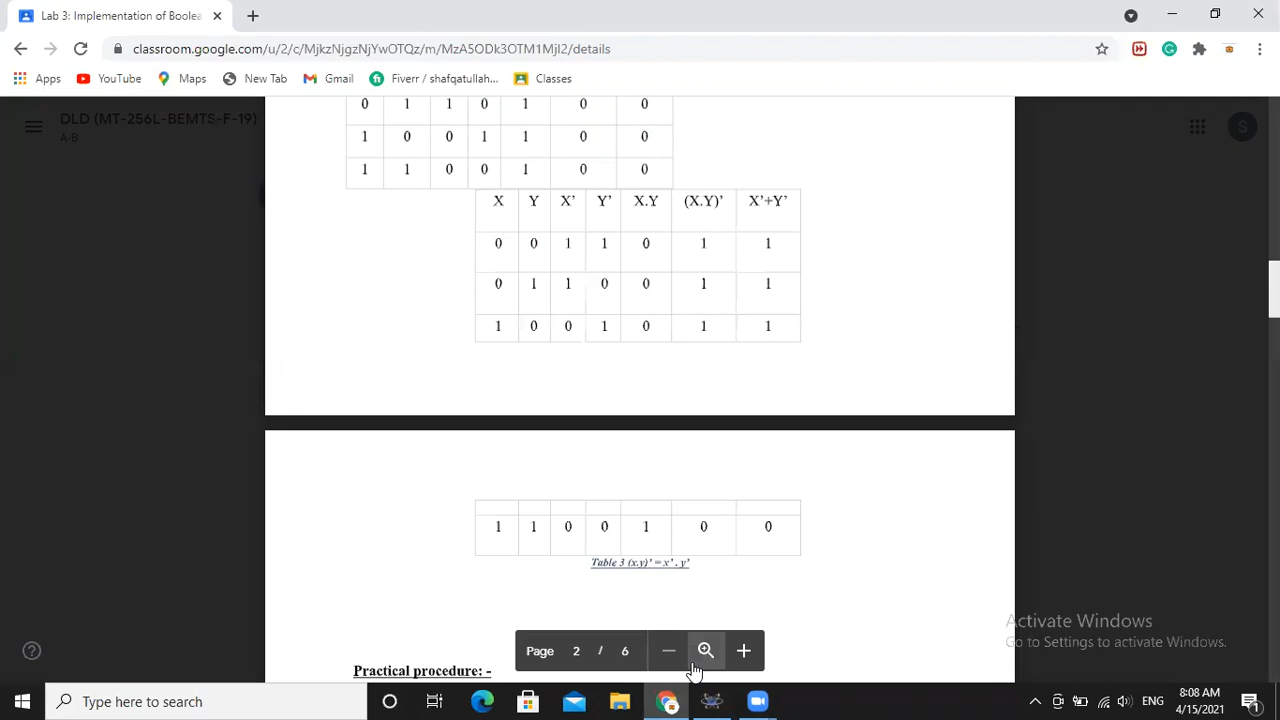 Lab 3: Implementation of Boolea
classroom.google.com/u/2/c/MjkzNjgzNjYwOTQz/m/MzA5ODk3OTM1Mjl2/details
Apps YouTube Maps New Tab Gmail Fiverr / shafqatullah... Classes
DLD (MT-256L-BEMTS-F-19)
A-B
S
0 1 1 0 1 0 0
1 0 0 1 1 0 0
1 1 0 0 1 0 0
X Y X’ Y’ X.Y (X.Y)’ X’+Y’
0 0 1 1 0 1 1
0 1 1 0 0 1 1
1 0 0 1 0 1 1
1 1 0 0 1 0 0
Table 3 (x.y)’ = x’ . y’
Practical procedure: -
Page 2 / 6
Activate Windows
Go to Settings to activate Windows.
Type here to search
ENG
8:08 AM
4/15/2021
1